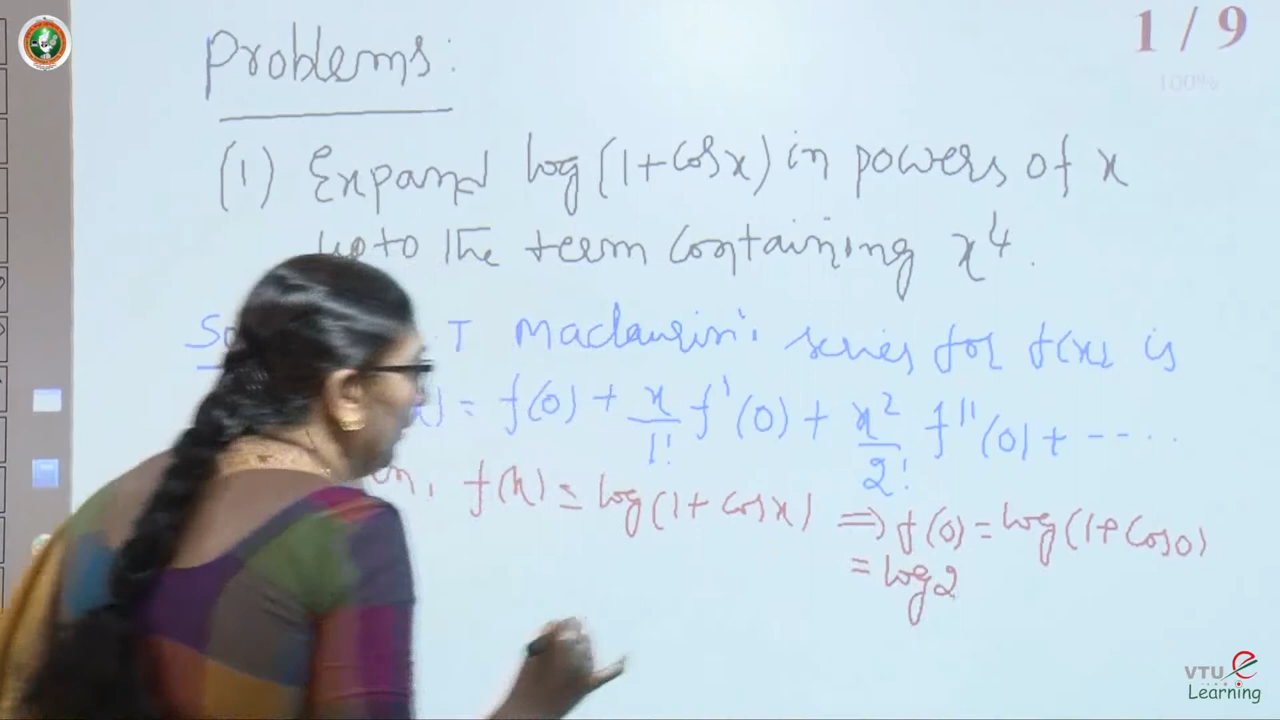 1 / 9
100%
Problems:
(1) Expand log(1+cosx) in powers of x
upto the term containing x⁴.
T Maclaurin's series for f(x) is
= f(0) + x/1! f'(0) + x²/2! f''(0) + -----
f(x) = log(1+cosx) ⇒ f(0) = log(1+cos0)
= log2
VTU e
Learning